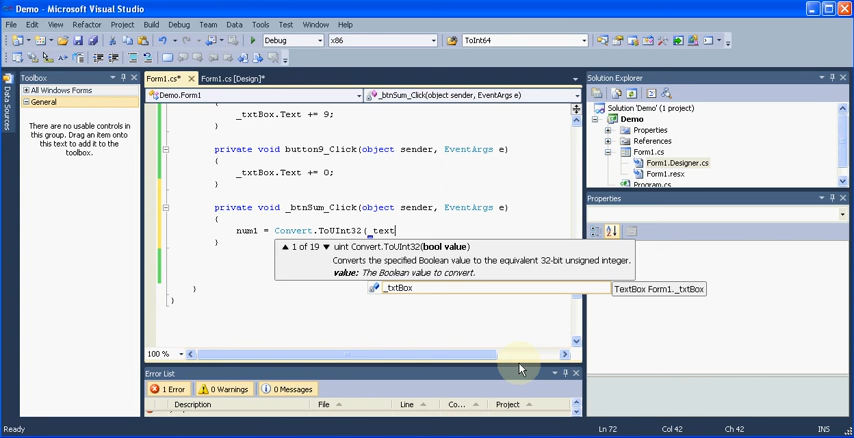 Demo - Microsoft Visual Studio
File Edit View Refactor Project Build Debug Team Data Tools Test Window Help
Debug x86 ToInt64
Data Sources
Toolbox
All Windows Forms
General
There are no usable controls in
this group. Drag an item onto
this text to add it to the
toolbox.
Form1.cs* Form1.cs [Design]*
Demo.Form1 _btnSum_Click(object sender, EventArgs e)
{
_txtBox.Text += 9;
}
private void button9_Click(object sender, EventArgs e)
{
_txtBox.Text += 0;
}
private void _btnSum_Click(object sender, EventArgs e)
{
num1 = Convert.ToUInt32(_text
}
1 of 19 uint Convert.ToUInt32(bool value)
Converts the specified Boolean value to the equivalent 32-bit unsigned integer.
value: The Boolean value to convert.
_txtBox TextBox Form1._txtBox
}
}
100 %
Error List
1 Error 0 Warnings 0 Messages
Description File Line Co... Project
Solution Explorer
Solution 'Demo' (1 project)
Demo
Properties
References
Form1.cs
Form1.Designer.cs
Form1.resx
Program.cs
Properties
Ready Ln 72 Col 42 Ch 42 INS